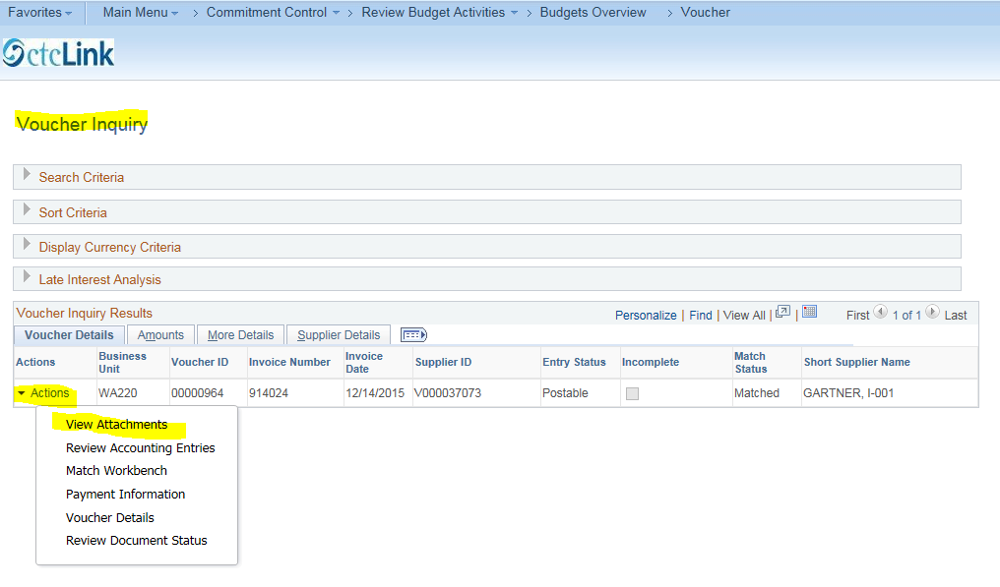 Favorites Main Menu > Commitment Control > Review Budget Activities > Budgets Overview > Voucher
ctcLink
Voucher Inquiry
Search Criteria
Sort Criteria
Display Currency Criteria
Late Interest Analysis
Voucher Inquiry Results Personalize | Find | View All | | First 1 of 1 Last
Voucher Details Amounts More Details Supplier Details
Actions Business Unit Voucher ID Invoice Number Invoice Date Supplier ID Entry Status Incomplete Match Status Short Supplier Name
Actions WA220 00000964 914024 12/14/2015 V000037073 Postable Matched GARTNER, I-001
View Attachments
Review Accounting Entries
Match Workbench
Payment Information
Voucher Details
Review Document Status